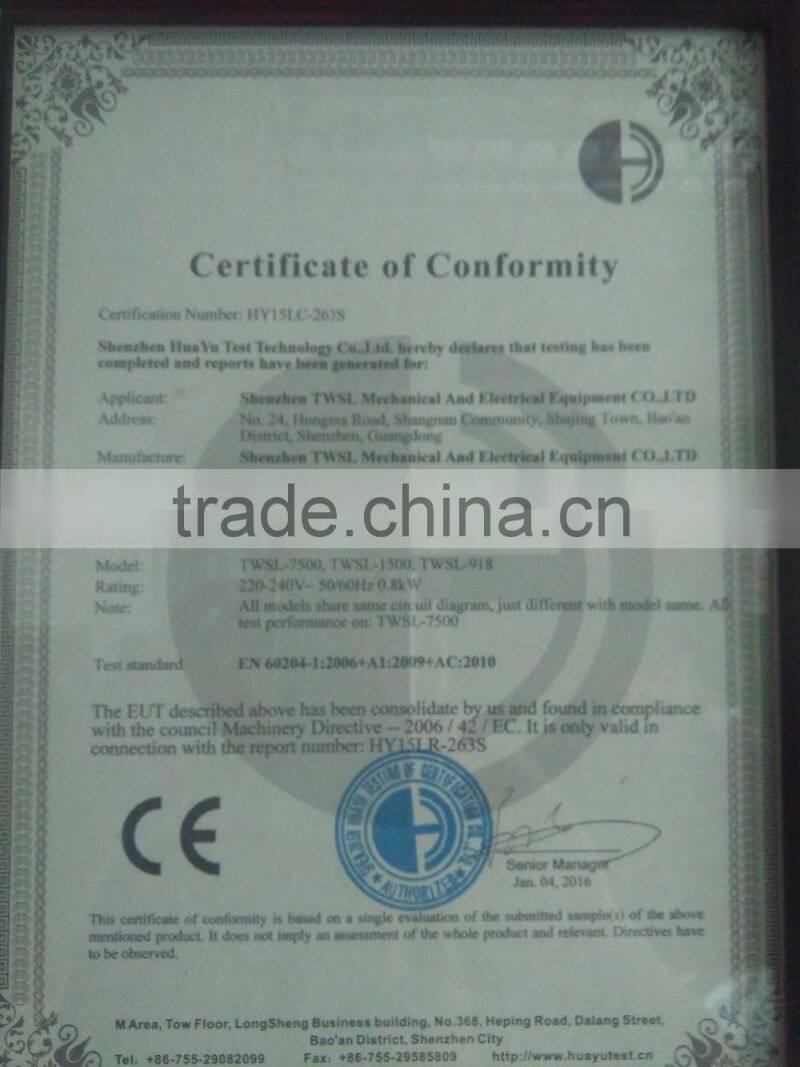 Certificate of Conformity
Certification Number: HY15LC-263S
Shenzhen HuaYu Test Technology Co.,Ltd. hereby declares that testing has been
completed and reports have been generated for:
Applicant: Shenzhen TWSL Mechanical And Electrical Equipment CO.,LTD
Address: No. 24, Hongma Road, Shangnan Community, Shajing Town, Bao'an
District, Shenzhen, Guangdong
Manufacture: Shenzhen TWSL Mechanical And Electrical Equipment CO.,LTD
trade.china.cn
Model: TWSL-7500, TWSL-1500, TWSL-918
Rating: 220-240V~ 50/60Hz 0.8kW
Note: All models share same circuit diagram, just different with model name. All
test performance on: TWSL-7500
Test standard EN 60204-1:2006+A1:2009+AC:2010
The EUT described above has been consolidate by us and found in compliance
with the council Machinery Directive -- 2006 / 42 / EC. It is only valid in
connection with the report number: HY15LR-263S
CE
SHENZHEN HUAYU TESTING OF CERTIFICATION CO., LTD.
AUTHORIZED
Senior Manager
Jan. 04, 2016
This certificate of conformity is based on a single evaluation of the submitted sample(s) of the above
mentioned product. It does not imply an assessment of the whole product and relevant. Directives have
to be observed.
M Area, Tow Floor, LongSheng Business building, No.368, Heping Road, Dalang Street,
Bao'an District, Shenzhen City
Tel: +86-755-29082099 Fax: +86-755-29585809 http://www.huayutest.cn